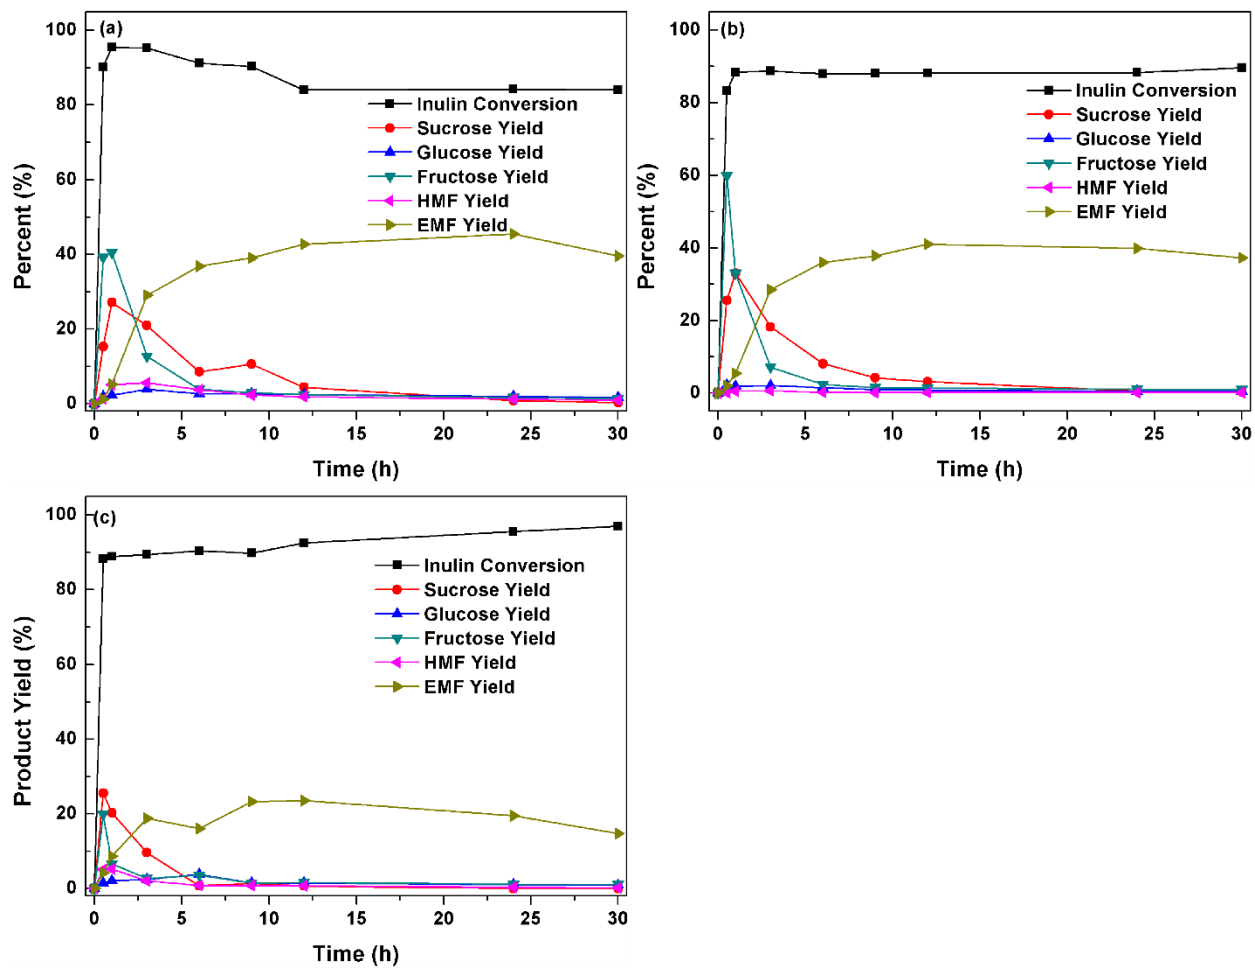 (a)
100
80
60
40
20
0
Percent (%)
Inulin Conversion
Sucrose Yield
Glucose Yield
Fructose Yield
HMF Yield
EMF Yield
0 5 10 15 20 25 30
Time (h)
(b)
100
80
60
40
20
0
Percent (%)
Inulin Conversion
Sucrose Yield
Glucose Yield
Fructose Yield
HMF Yield
EMF Yield
0 5 10 15 20 25 30
Time (h)
(c)
100
80
60
40
20
0
Product Yield (%)
Inulin Conversion
Sucrose Yield
Glucose Yield
Fructose Yield
HMF Yield
EMF Yield
0 5 10 15 20 25 30
Time (h)